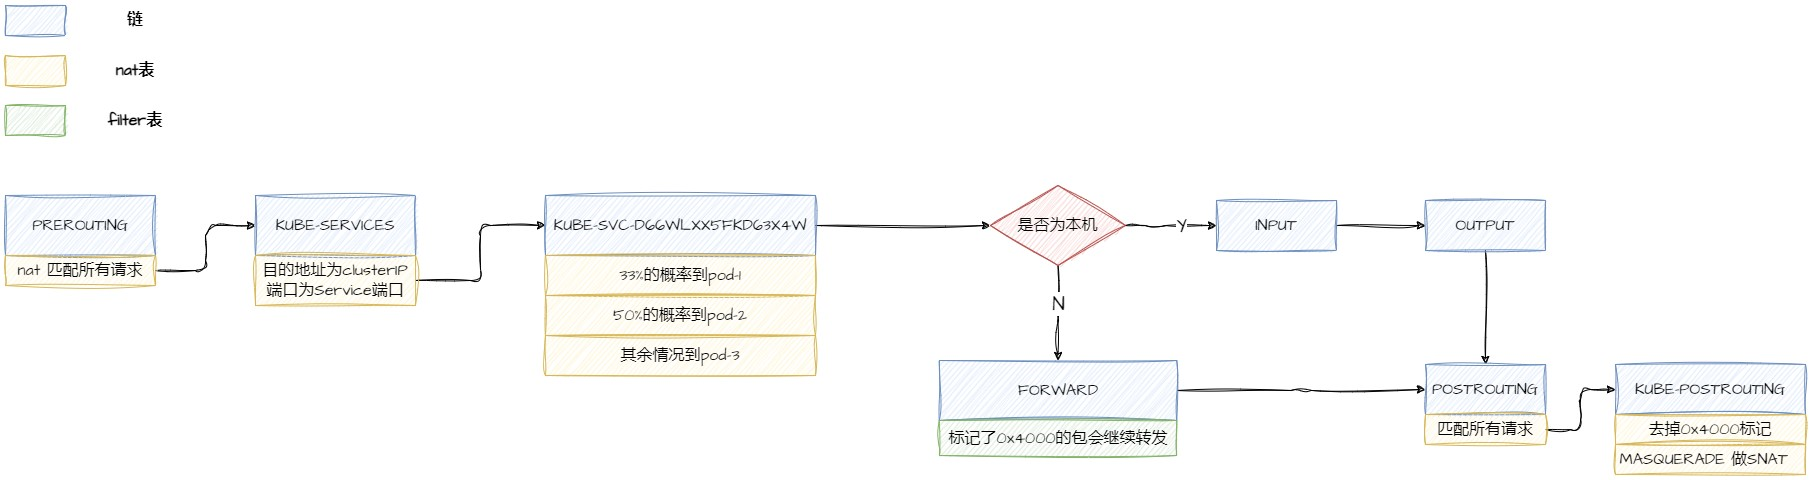 链
nat表
filter表
PREROUTING
nat 匹配所有请求
KUBE-SERVICES
目的地址为clusterIP
端口为Service端口
KUBE-SVC-D66WLXX5FKDG3X4W
33%的概率到pod-1
50%的概率到pod-2
其余情况到pod-3
是否为本机
Y
INPUT
OUTPUT
N
FORWARD
标记了0x4000的包会继续转发
POSTROUTING
匹配所有请求
KUBE-POSTROUTING
去掉0x4000标记
MASQUERADE 做SNAT